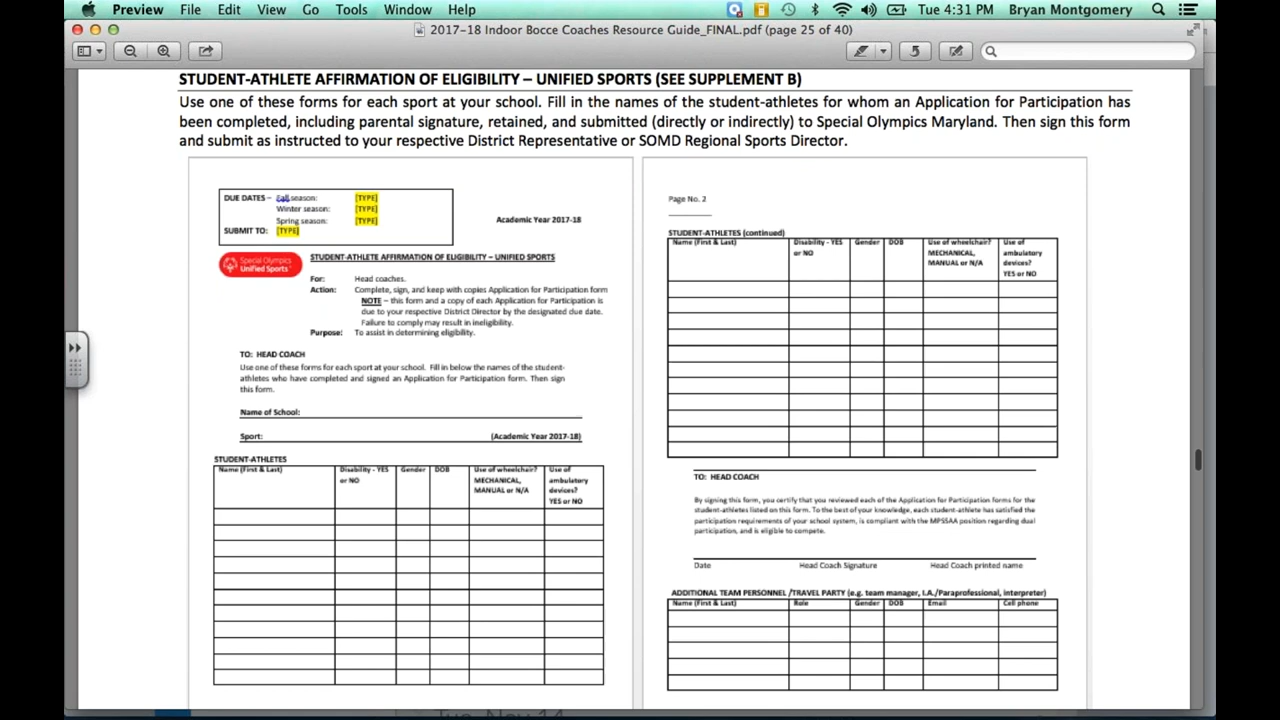 Preview File Edit View Go Tools Window Help Tue 4:31 PM Bryan Montgomery
2017-18 Indoor Bocce Coaches Resource Guide_FINAL.pdf (page 25 of 40)
STUDENT-ATHLETE AFFIRMATION OF ELIGIBILITY – UNIFIED SPORTS (SEE SUPPLEMENT B)
Use one of these forms for each sport at your school. Fill in the names of the student-athletes for whom an Application for Participation has
been completed, including parental signature, retained, and submitted (directly or indirectly) to Special Olympics Maryland. Then sign this form
and submit as instructed to your respective District Representative or SOMD Regional Sports Director.
DUE DATES – Fall season: [TYPE]
Winter season: [TYPE]
Spring season: [TYPE]
SUBMIT TO: [TYPE]
Academic Year 2017-18
Special Olympics
Unified Sports
STUDENT-ATHLETE AFFIRMATION OF ELIGIBILITY – UNIFIED SPORTS
For: Head coaches.
Action: Complete, sign, and keep with copies Application for Participation form
NOTE – this form and a copy of each Application for Participation is
due to your respective District Director by the designated due date.
Failure to comply may result in ineligibility.
Purpose: To assist in determining eligibility.
TO: HEAD COACH
Use one of these forms for each sport at your school. Fill in below the names of the student-
athletes who have completed and signed an Application for Participation form. Then sign
this form.
Name of School:
Sport: (Academic Year 2017-18)
STUDENT-ATHLETES
Name (First & Last) Disability - YES Gender DOB Use of wheelchair? Use of
or NO MECHANICAL, ambulatory
MANUAL or N/A devices?
YES or NO
Page No. 2
STUDENT-ATHLETES (continued)
Name (First & Last) Disability - YES Gender DOB Use of wheelchair? Use of
or NO MECHANICAL, ambulatory
MANUAL or N/A devices?
YES or NO
TO: HEAD COACH
By signing this form, you certify that you reviewed each of the Application for Participation forms for the
student-athletes listed on this form. To the best of your knowledge, each student-athlete has satisfied the
participation requirements of your school system, is compliant with the MPSSAA position regarding dual
participation, and is eligible to compete.
Date Head Coach Signature Head Coach printed name
ADDITIONAL TEAM PERSONNEL /TRAVEL PARTY (e.g. team manager, I.A./Paraprofessional, interpreter)
Name (First & Last) Role Gender DOB Email Cell phone
Tue, Nov 14